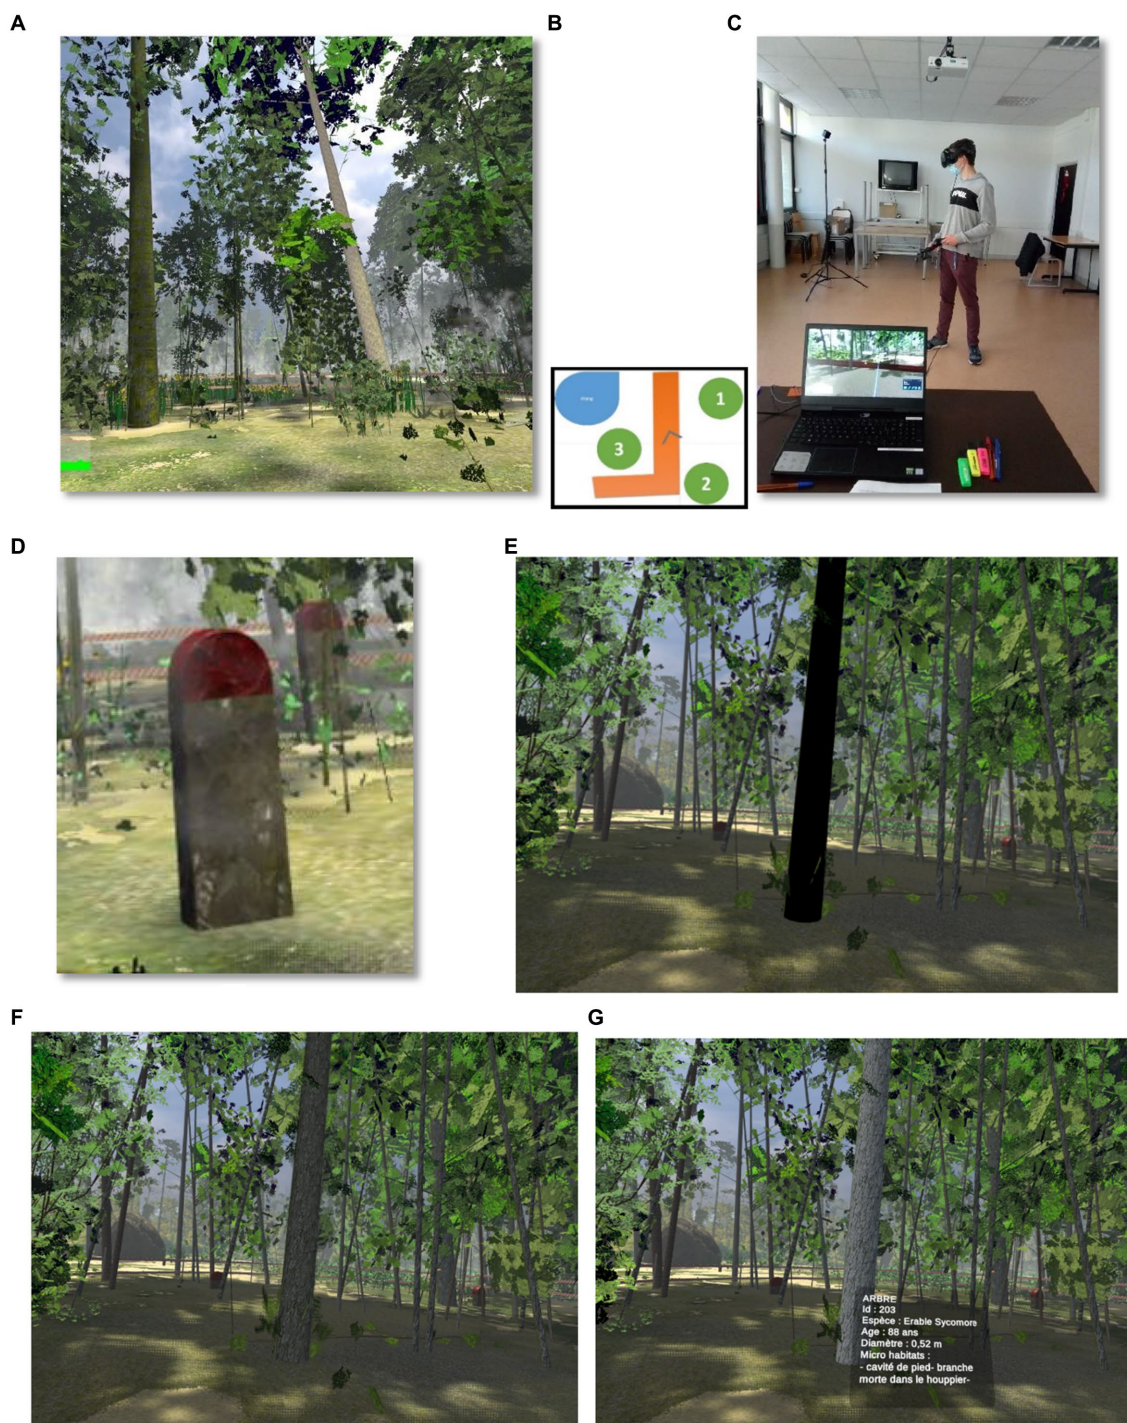 A
B
C
étang
1
3
2
D
E
F
G
ARBRE
Id : 203
Espèce : Erable Sycomore
Age : 88 ans
Diamètre : 0,52 m
Micro habitats :
- cavité de pied- branche
morte dans le houppier-